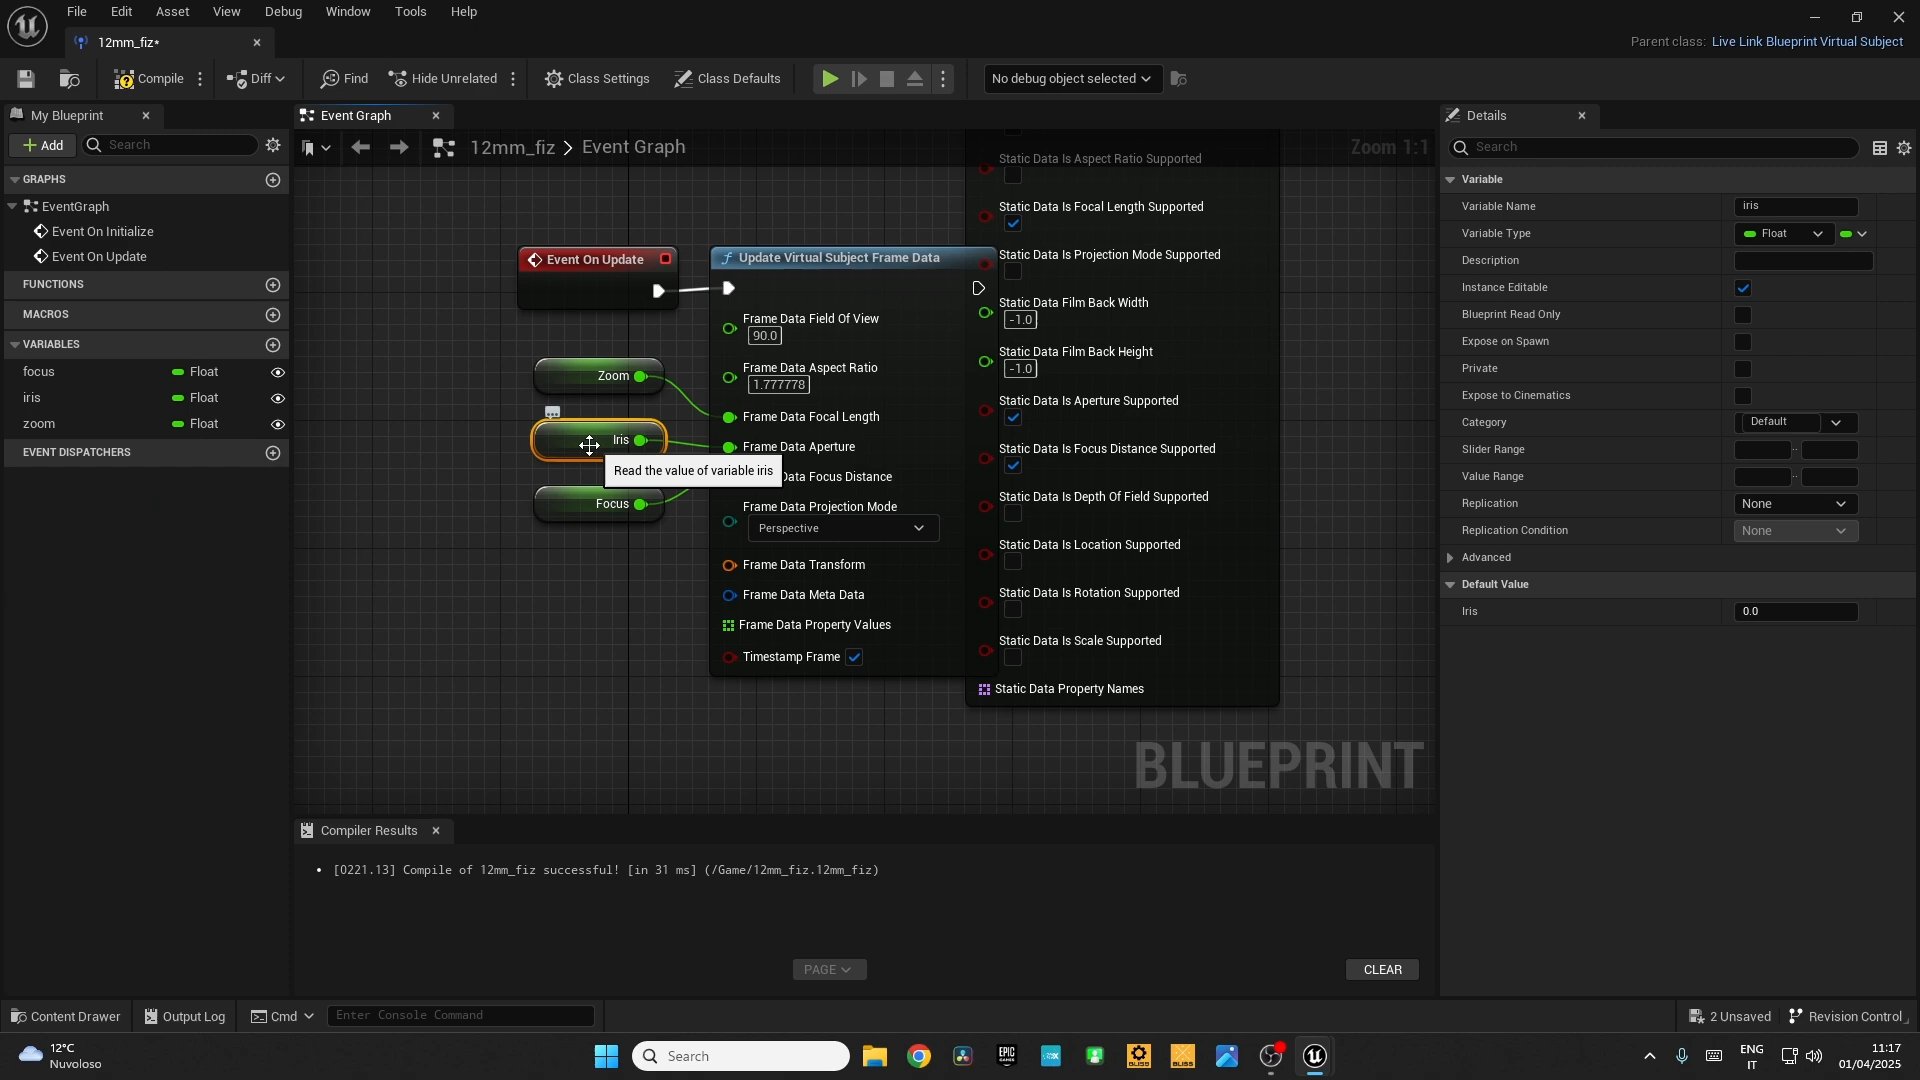 File Edit Asset View Debug Window Tools Help
12mm_fiz*
Parent class: Live Link Blueprint Virtual Subject
Compile Diff Find Hide Unrelated Class Settings Class Defaults No debug object selected
My Blueprint
Event Graph
Details
Add
Search
12mm_fiz > Event Graph
Zoom 1:1
Search
GRAPHS
EventGraph
Event On Initialize
Event On Update
FUNCTIONS
MACROS
VARIABLES
focus Float
iris Float
zoom Float
EVENT DISPATCHERS
Event On Update
Zoom
Iris
Focus
Read the value of variable iris
Update Virtual Subject Frame Data
Frame Data Field Of View
90.0
Frame Data Aspect Ratio
1.777778
Frame Data Focal Length
Frame Data Aperture
Data Focus Distance
Frame Data Projection Mode
Perspective
Frame Data Transform
Frame Data Meta Data
Frame Data Property Values
Timestamp Frame
Static Data Is Aspect Ratio Supported
Static Data Is Focal Length Supported
Static Data Is Projection Mode Supported
Static Data Film Back Width
-1.0
Static Data Film Back Height
-1.0
Static Data Is Aperture Supported
Static Data Is Focus Distance Supported
Static Data Is Depth Of Field Supported
Static Data Is Location Supported
Static Data Is Rotation Supported
Static Data Is Scale Supported
Static Data Property Names
BLUEPRINT
Variable
Variable Name iris
Variable Type Float
Description
Instance Editable
Blueprint Read Only
Expose on Spawn
Private
Expose to Cinematics
Category Default
Slider Range
Value Range
Replication None
Replication Condition None
Advanced
Default Value
Iris 0.0
Compiler Results
[0221.13] Compile of 12mm_fiz successful! [in 31 ms] (/Game/12mm_fiz.12mm_fiz)
PAGE
CLEAR
Content Drawer Output Log Cmd Enter Console Command
2 Unsaved Revision Control
12°C
Nuvoloso
Search
EPIC
GAMES
BLISS
BLISS
ENG
IT
11:17
01/04/2025